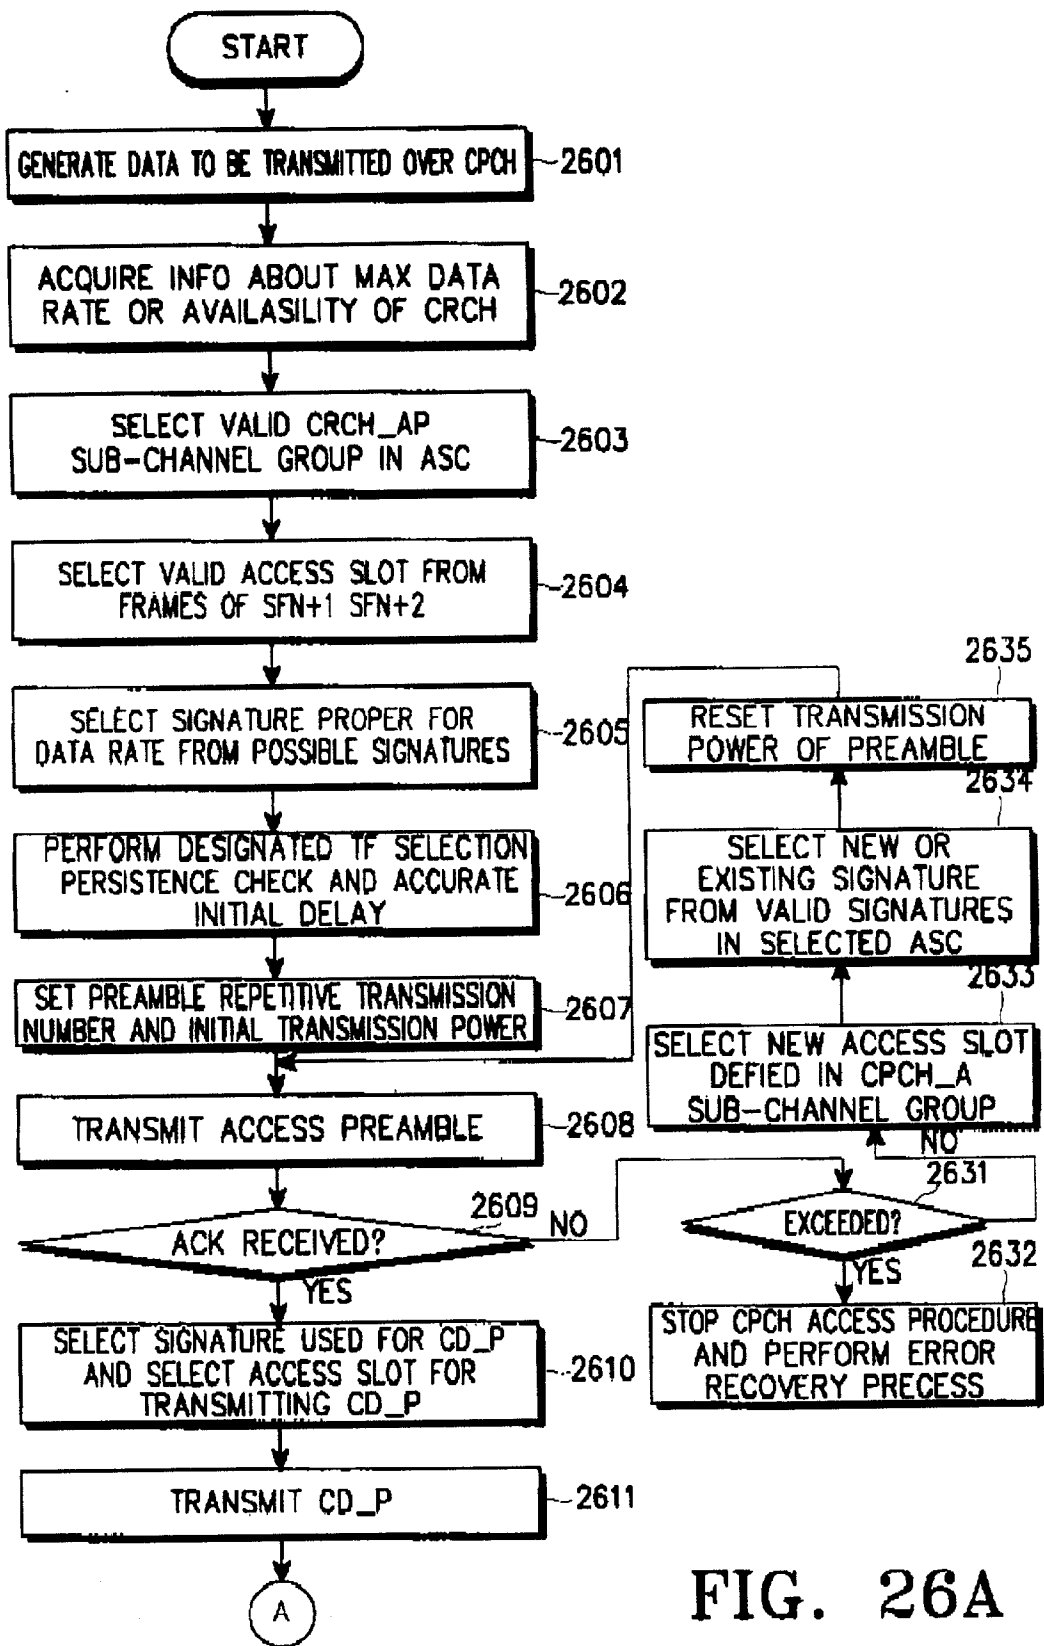 START
GENERATE DATA TO BE TRANSMITTED OVER CPCH
2601
ACQUIRE INFO ABOUT MAX DATA
RATE OR AVAILASILITY OF CRCH
2602
SELECT VALID CRCH_AP
SUB-CHANNEL GROUP IN ASC
2603
SELECT VALID ACCESS SLOT FROM
FRAMES OF SFN+1 SFN+2
2604
SELECT SIGNATURE PROPER FOR
DATA RATE FROM POSSIBLE SIGNATURES
2605
PERFORM DESIGNATED TF SELECTION
PERSISTENCE CHECK AND ACCURATE
INITIAL DELAY
2606
SET PREAMBLE REPETITIVE TRANSMISSION
NUMBER AND INITIAL TRANSMISSION POWER
2607
TRANSMIT ACCESS PREAMBLE
2608
ACK RECEIVED?
2609
NO
YES
SELECT SIGNATURE USED FOR CD_P
AND SELECT ACCESS SLOT FOR
TRANSMITTING CD_P
2610
TRANSMIT CD_P
2611
A
2635
RESET TRANSMISSION
POWER OF PREAMBLE
2634
SELECT NEW OR
EXISTING SIGNATURE
FROM VALID SIGNATURES
IN SELECTED ASC
2633
SELECT NEW ACCESS SLOT
DEFIED IN CPCH_A
SUB-CHANNEL GROUP
NO
2631
EXCEEDED?
YES
2632
STOP CPCH ACCESS PROCEDURE
AND PERFORM ERROR
RECOVERY PRECESS
FIG. 26A